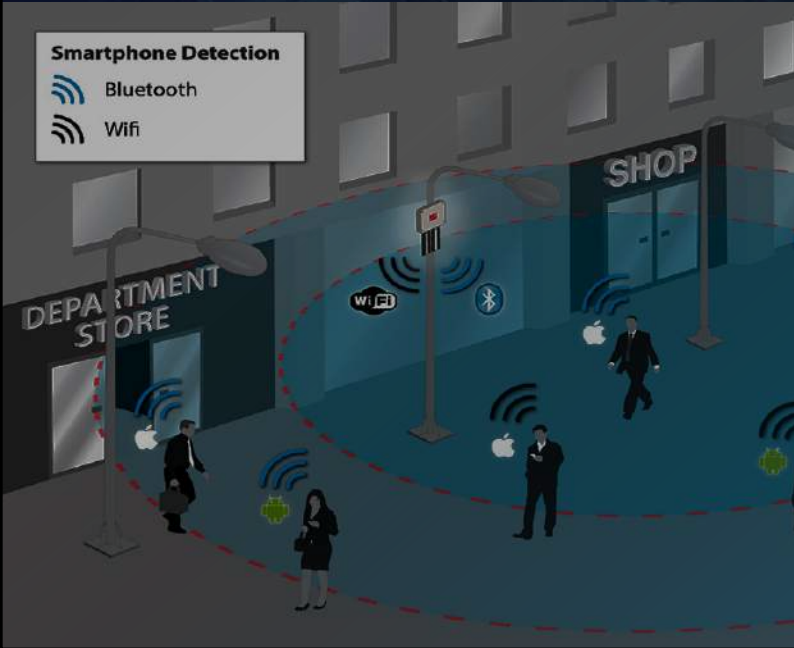 Smartphone Detection
Bluetooth
Wifi
SHOP
DEPARTMENT
STORE
WiFi